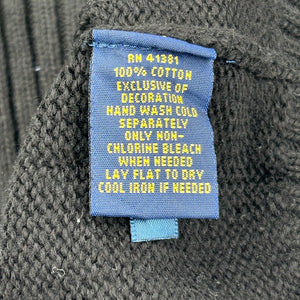 RN 41381
100% COTTON
EXCLUSIVE OF
DECORATION
HAND WASH COLD
SEPARATELY
ONLY NON-
CHLORINE BLEACH
WHEN NEEDED
LAY FLAT TO DRY
COOL IRON IF NEEDED